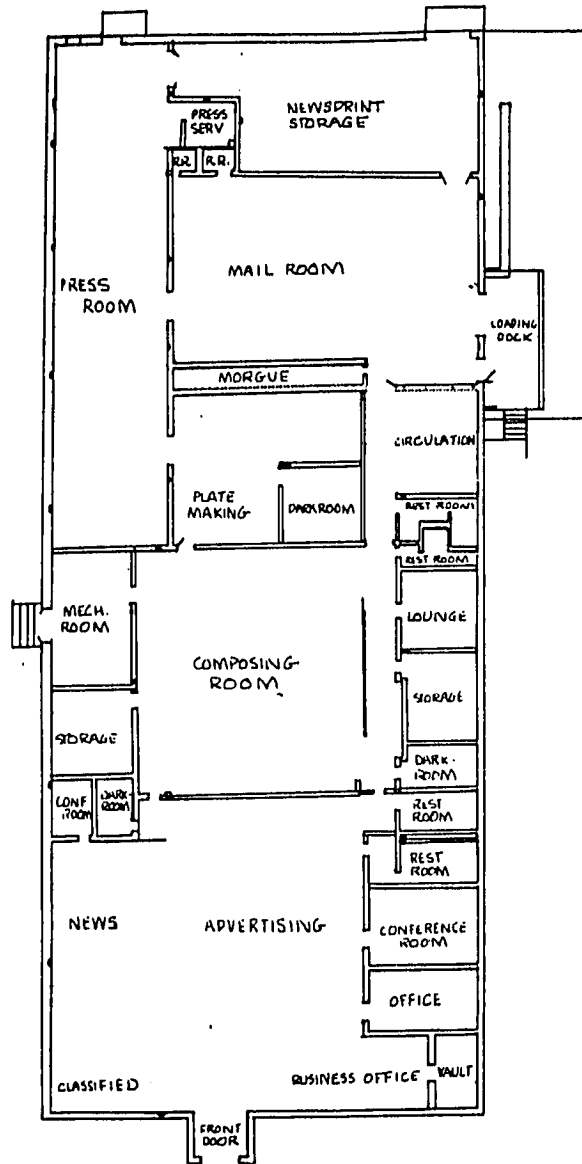 NEWSPRINT
STORAGE
PRESS
SERV
R.R.
R.R.
MAIL ROOM
PRESS
ROOM
LOADING
DOCK
MORGUE
CIRCULATION
PLATE
MAKING
DARKROOM
REST ROOM
REST ROOM
MECH.
ROOM
LOUNGE
COMPOSING
ROOM
STORAGE
STORAGE
DARK-
ROOM
CONF
ROOM
DARK
ROOM
REST
ROOM
REST
ROOM
NEWS
ADVERTISING
CONFERENCE
ROOM
OFFICE
CLASSIFIED
BUSINESS OFFICE
VAULT
FRONT
DOOR